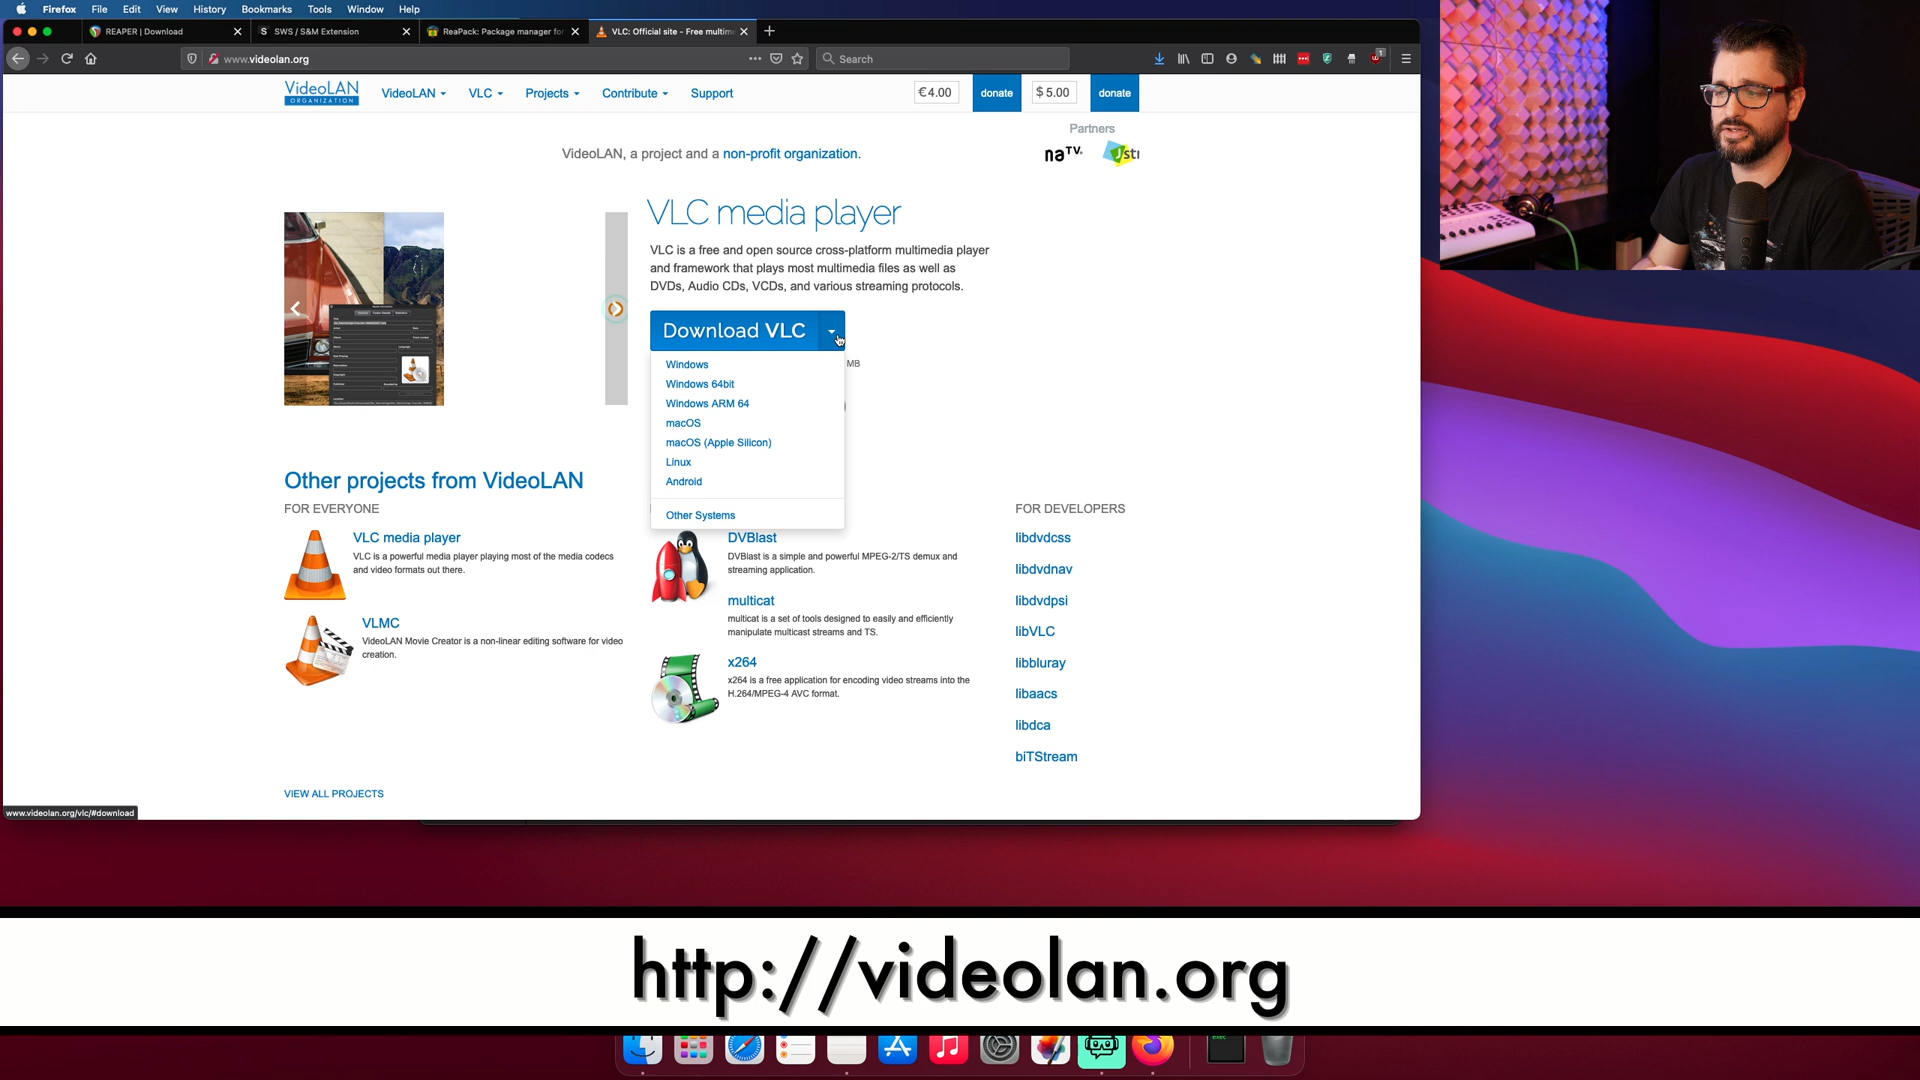 Firefox File Edit View History Bookmarks Tools Window Help
REAPER | Download
SWS / S&M Extension
ReaPack: Package manager for
VLC: Official site - Free multime
www.videolan.org
Search
VideoLAN
ORGANIZATION
VideoLAN
VLC
Projects
Contribute
Support
€4.00
donate
$5.00
donate
Partners
VideoLAN, a project and a non-profit organization.
naTV
Jsti
VLC media player
VLC is a free and open source cross-platform multimedia player
and framework that plays most multimedia files as well as
DVDs, Audio CDs, VCDs, and various streaming protocols.
Download VLC
MB
Windows
Windows 64bit
Windows ARM 64
macOS
macOS (Apple Silicon)
Linux
Android
Other Systems
Other projects from VideoLAN
FOR EVERYONE
VLC media player
VLC is a powerful media player playing most of the media codecs
and video formats out there.
VLMC
VideoLAN Movie Creator is a non-linear editing software for video
creation.
DVBlast
DVBlast is a simple and powerful MPEG-2/TS demux and
streaming application.
multicat
multicat is a set of tools designed to easily and efficiently
manipulate multicast streams and TS.
x264
x264 is a free application for encoding video streams into the
H.264/MPEG-4 AVC format.
FOR DEVELOPERS
libdvdcss
libdvdnav
libdvdpsi
libVLC
libbluray
libaacs
libdca
biTStream
VIEW ALL PROJECTS
www.videolan.org/vlc/#download
http://videolan.org
exec